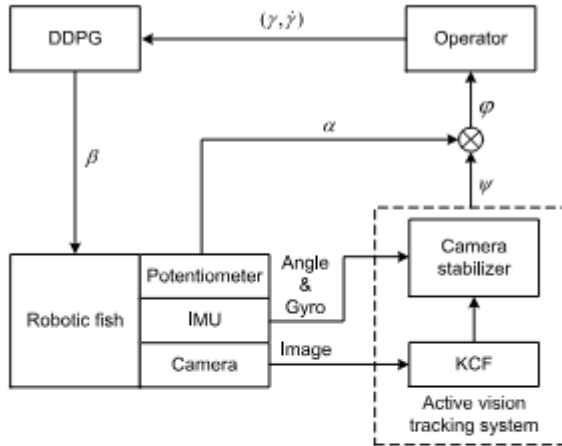 DDPG
(γ, γ̇)
Operator
φ
α
β
ψ
Potentiometer
Angle
&
Gyro
Camera
stabilizer
Robotic fish
IMU
Camera
Image
KCF
Active vision
tracking system